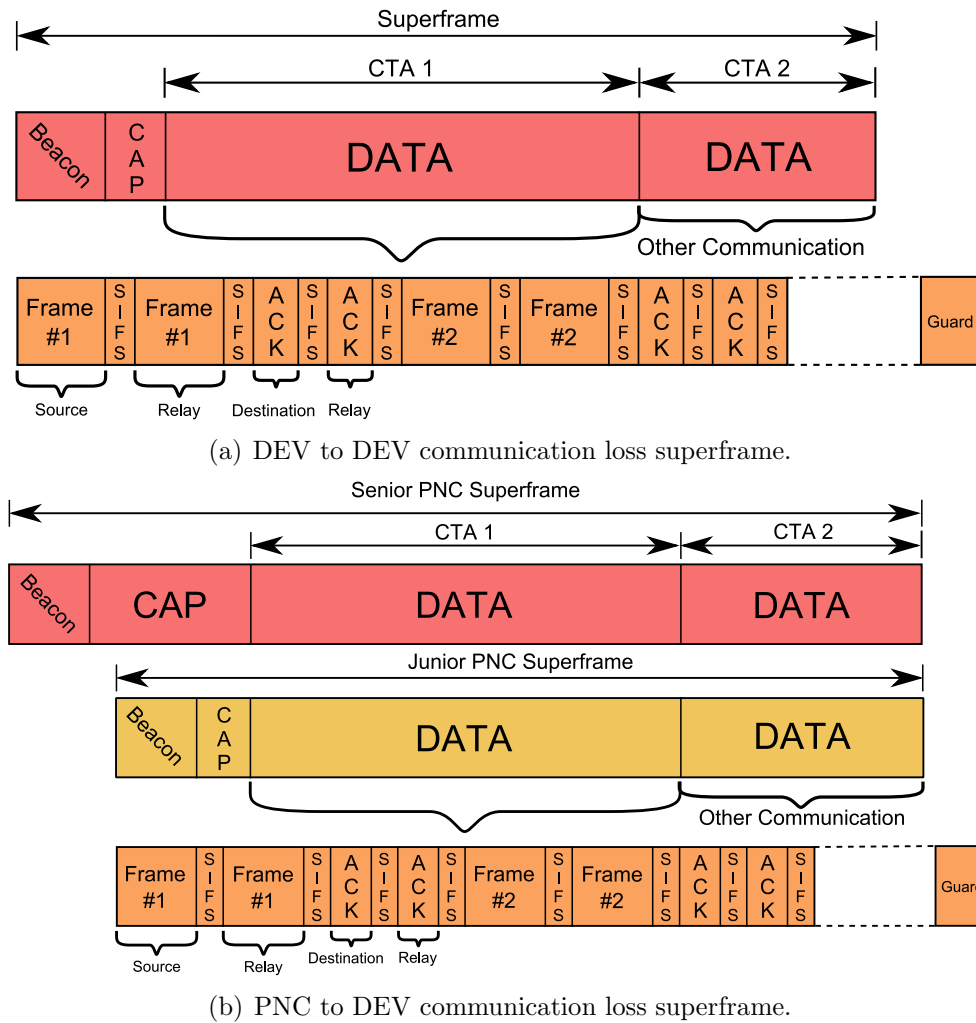 Superframe
CTA 1 CTA 2
Beacon CAP DATA DATA
Other Communication
Frame #1 SIFS Frame #1 SIFS ACK SIFS ACK SIFS Frame #2 SIFS Frame #2 SIFS ACK SIFS ACK SIFS Guard
Source Relay Destination Relay
(a) DEV to DEV communication loss superframe.
Senior PNC Superframe
CTA 1 CTA 2
Beacon CAP DATA DATA
Junior PNC Superframe
Beacon CAP DATA DATA
Other Communication
Frame #1 SIFS Frame #1 SIFS ACK SIFS ACK SIFS Frame #2 SIFS Frame #2 SIFS ACK SIFS ACK SIFS Guard
Source Relay Destination Relay
(b) PNC to DEV communication loss superframe.